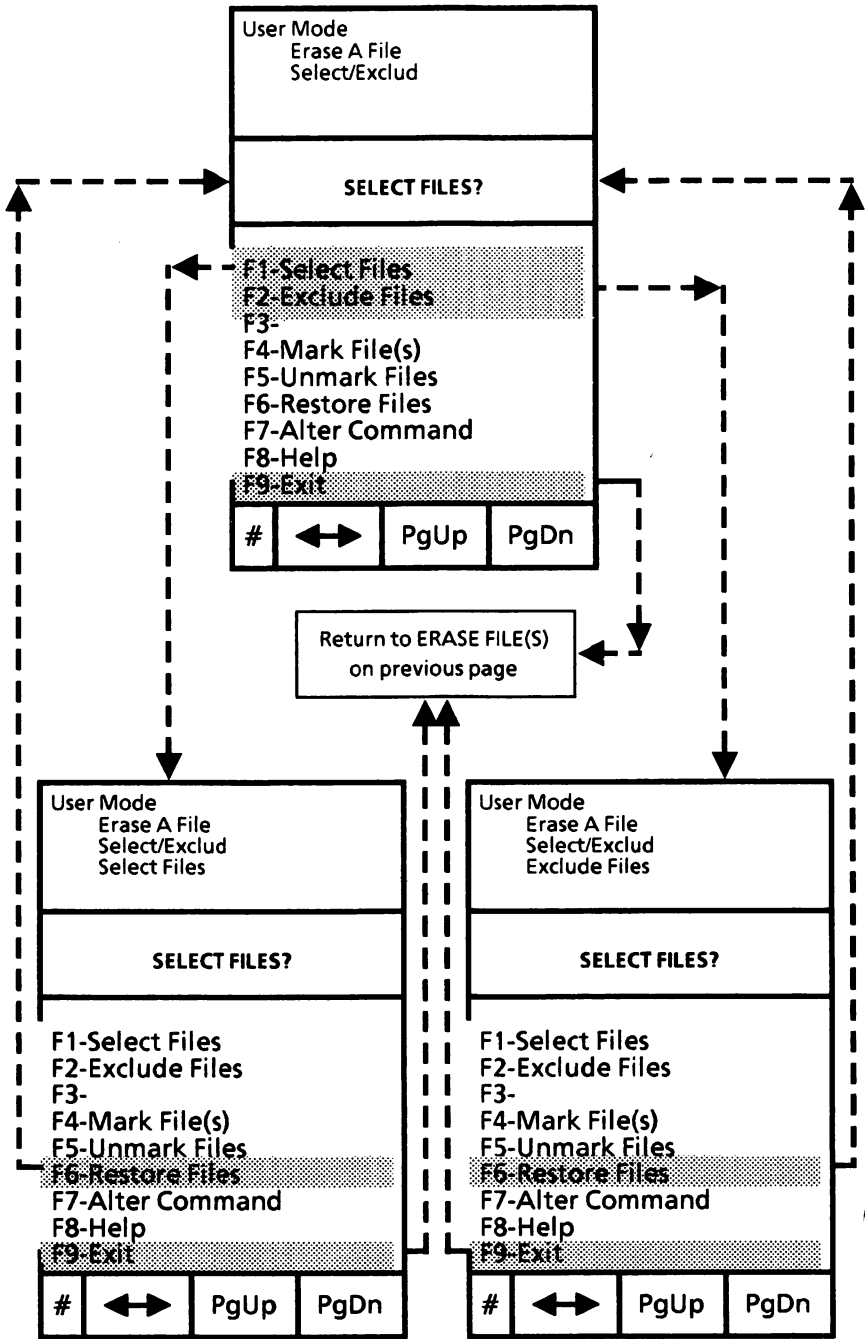 User Mode
Erase A File
Select/Exclud
SELECT FILES?
F1-Select Files
F2-Exclude Files
F3-
F4-Mark File(s)
F5-Unmark Files
F6-Restore Files
F7-Alter Command
F8-Help
F9-Exit
# PgUp PgDn
Return to ERASE FILE(S)
on previous page
User Mode
Erase A File
Select/Exclud
Select Files
SELECT FILES?
F1-Select Files
F2-Exclude Files
F3-
F4-Mark File(s)
F5-Unmark Files
F6-Restore Files
F7-Alter Command
F8-Help
F9-Exit
# PgUp PgDn
User Mode
Erase A File
Select/Exclud
Exclude Files
SELECT FILES?
F1-Select Files
F2-Exclude Files
F3-
F4-Mark File(s)
F5-Unmark Files
F6-Restore Files
F7-Alter Command
F8-Help
F9-Exit
# PgUp PgDn